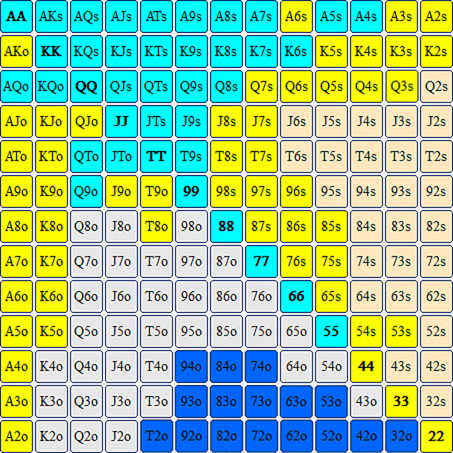 AA AKs AQs AJs ATs A9s A8s A7s A6s A5s A4s A3s A2s
AKo KK KQs KJs KTs K9s K8s K7s K6s K5s K4s K3s K2s
AQo KQo QQ QJs QTs Q9s Q8s Q7s Q6s Q5s Q4s Q3s Q2s
AJo KJo QJo JJ JTs J9s J8s J7s J6s J5s J4s J3s J2s
ATo KTo QTo JTo TT T9s T8s T7s T6s T5s T4s T3s T2s
A9o K9o Q9o J9o T9o 99 98s 97s 96s 95s 94s 93s 92s
A8o K8o Q8o J8o T8o 98o 88 87s 86s 85s 84s 83s 82s
A7o K7o Q7o J7o T7o 97o 87o 77 76s 75s 74s 73s 72s
A6o K6o Q6o J6o T6o 96o 86o 76o 66 65s 64s 63s 62s
A5o K5o Q5o J5o T5o 95o 85o 75o 65o 55 54s 53s 52s
A4o K4o Q4o J4o T4o 94o 84o 74o 64o 54o 44 43s 42s
A3o K3o Q3o J3o T3o 93o 83o 73o 63o 53o 43o 33 32s
A2o K2o Q2o J2o T2o 92o 82o 72o 62o 52o 42o 32o 22